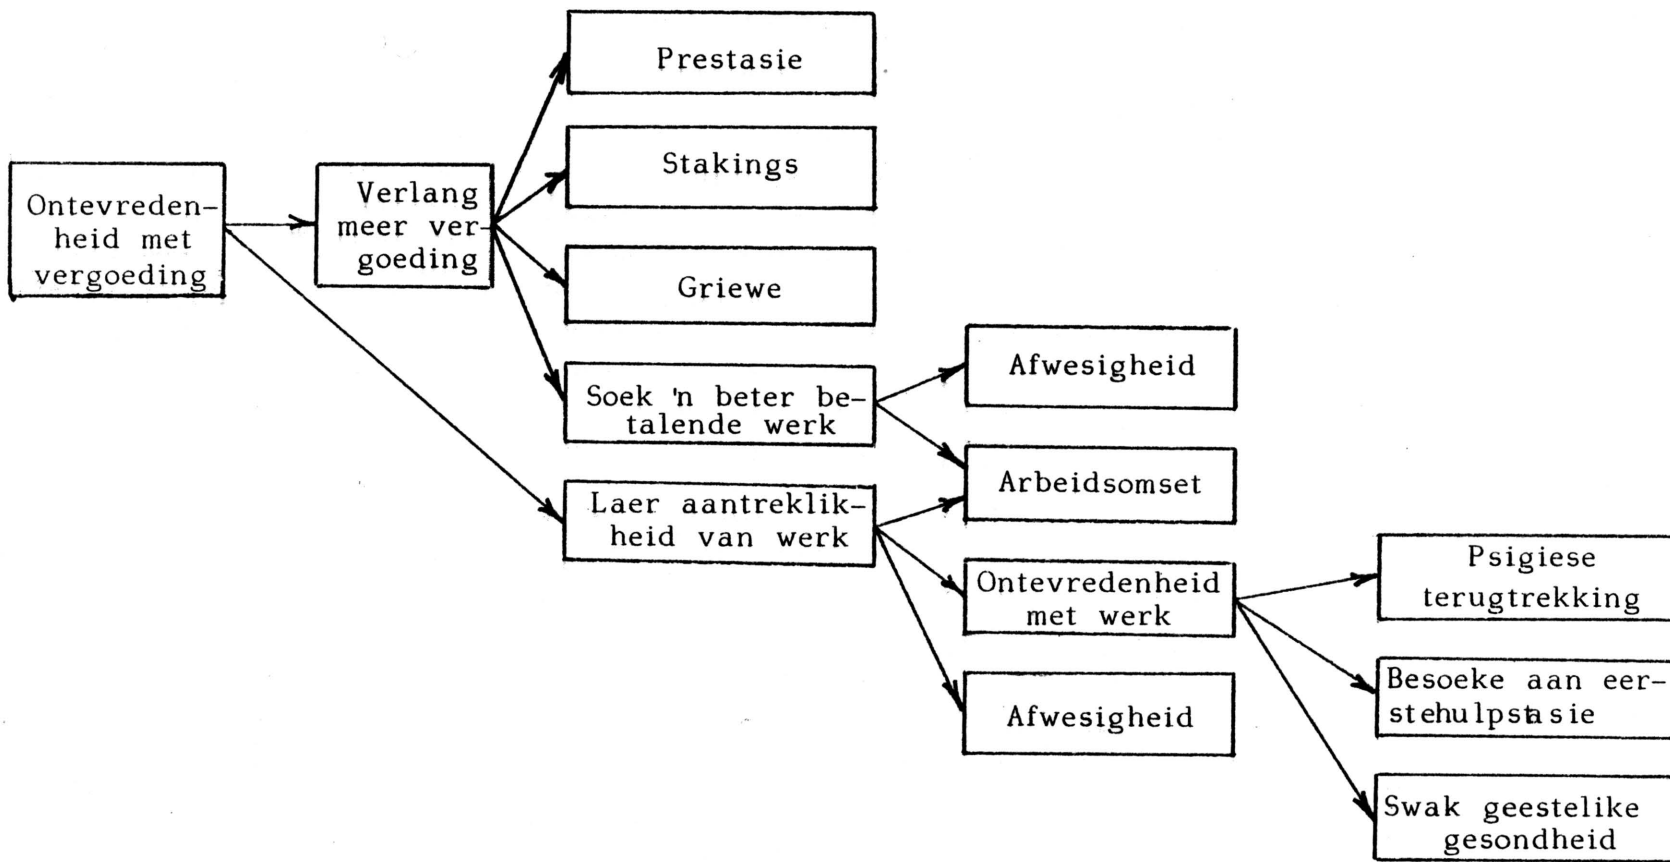 Ontevreden-
heid met
vergoeding
Verlang
meer ver-
goeding
Prestasie
Stakings
Griewe
Soek 'n beter be-
talende werk
Laer aantreklik-
heid van werk
Afwesigheid
Arbeidsomset
Ontevredenheid
met werk
Afwesigheid
Psigiese
terugtrekking
Besoeke aan eer-
stehulpstasie
Swak geestelike
gesondheid